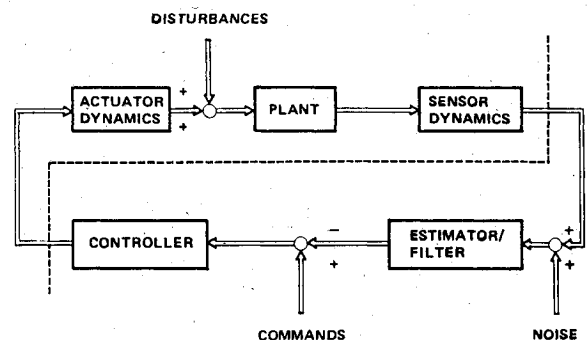 DISTURBANCES
+
ACTUATOR
DYNAMICS
+
PLANT
SENSOR
DYNAMICS
CONTROLLER
−
+
ESTIMATOR/
FILTER
+
+
COMMANDS
NOISE